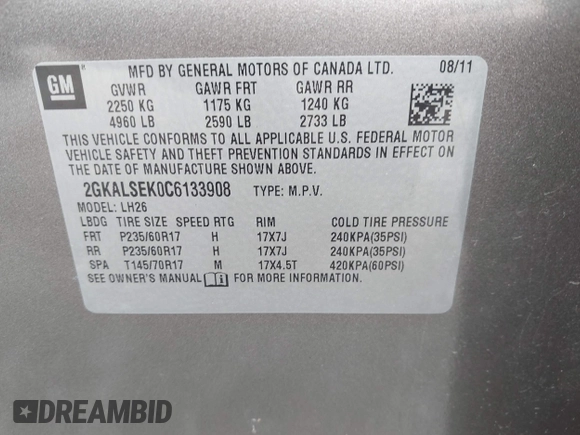 GM
MFD BY GENERAL MOTORS OF CANADA LTD. 08/11
GVWR GAWR FRT GAWR RR
2250 KG 1175 KG 1240 KG
4960 LB 2590 LB 2733 LB
THIS VEHICLE CONFORMS TO ALL APPLICABLE U.S. FEDERAL MOTOR
VEHICLE SAFETY AND THEFT PREVENTION STANDARDS IN EFFECT ON
THE DATE OF MANUFACTURE SHOWN ABOVE.
2GKALSEK0C6133908 TYPE: M.P.V.
MODEL: LH26
LBDG TIRE SIZE SPEED RTG RIM COLD TIRE PRESSURE
FRT P235/60R17 H 17X7J 240KPA(35PSI)
RR P235/60R17 H 17X7J 240KPA(35PSI)
SPA T145/70R17 M 17X4.5T 420KPA(60PSI)
SEE OWNER'S MANUAL FOR MORE INFORMATION.
DREAMBID